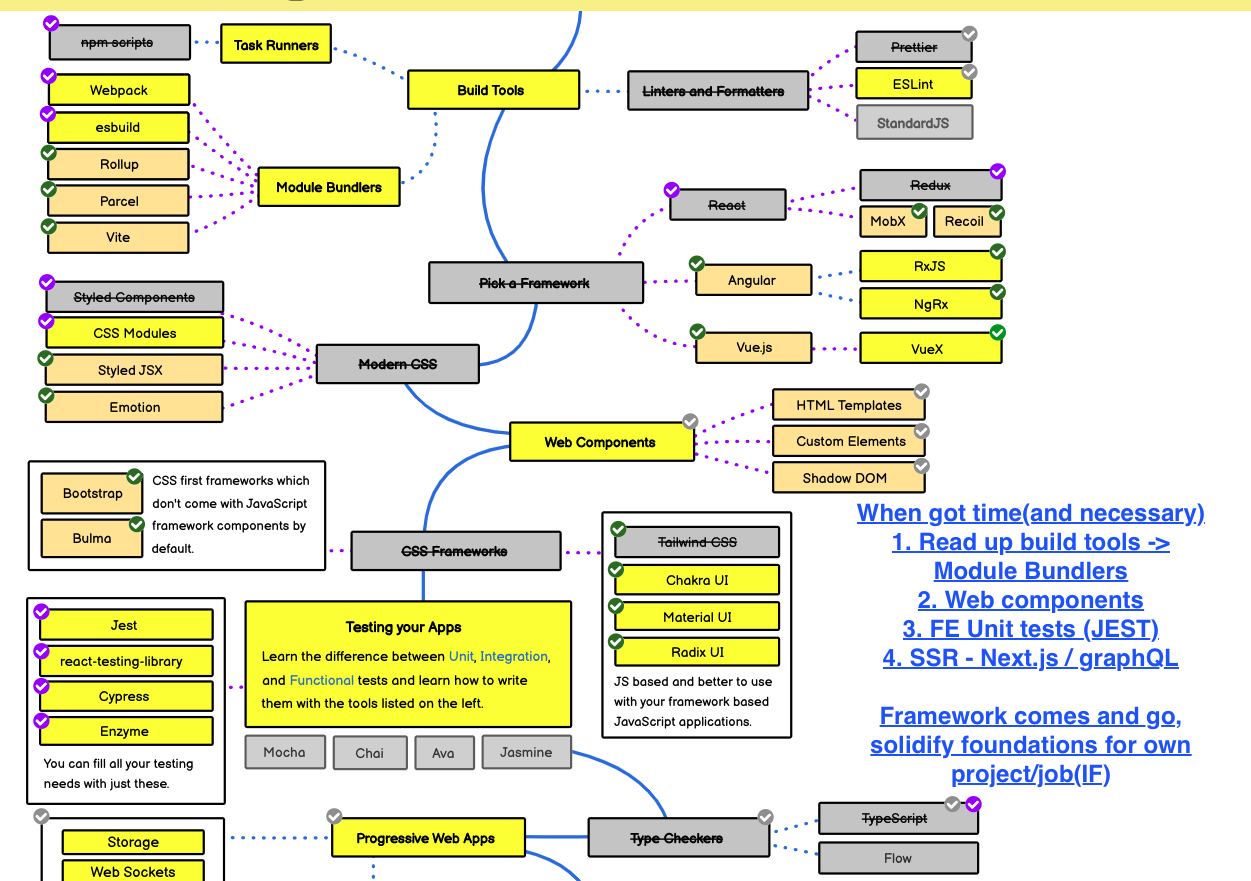 npm scripts
Task Runners
Build Tools
Linters and Formatters
Prettier
ESLint
StandardJS
Webpack
esbuild
Rollup
Parcel
Vite
Module Bundlers
React
Redux
MobX
Recoil
Pick a Framework
Angular
RxJS
NgRx
Vue.js
VueX
Styled Components
CSS Modules
Styled JSX
Emotion
Modern CSS
Web Components
HTML Templates
Custom Elements
Shadow DOM
Bootstrap
Bulma
CSS first frameworks which
don't come with JavaScript
framework components by
default.
CSS Frameworks
Tailwind CSS
Chakra UI
Material UI
Radix UI
JS based and better to use
with your framework based
JavaScript applications.
When got time(and necessary)
1. Read up build tools ->
Module Bundlers
2. Web components
3. FE Unit tests (JEST)
4. SSR - Next.js / graphQL
Framework comes and go,
solidify foundations for own
project/job(IF)
Jest
react-testing-library
Cypress
Enzyme
You can fill all your testing
needs with just these.
Testing your Apps
Learn the difference between Unit, Integration,
and Functional tests and learn how to write
them with the tools listed on the left.
Mocha
Chai
Ava
Jasmine
Storage
Web Sockets
Progressive Web Apps
Type Checkers
TypeScript
Flow